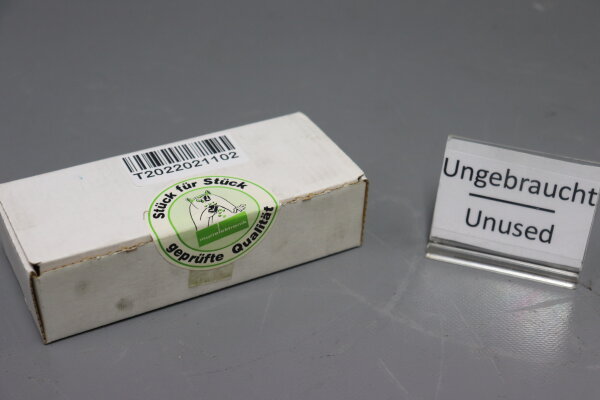 T2022021102
Stück für Stück
geprüfte Qualität
Ungebraucht
Unused